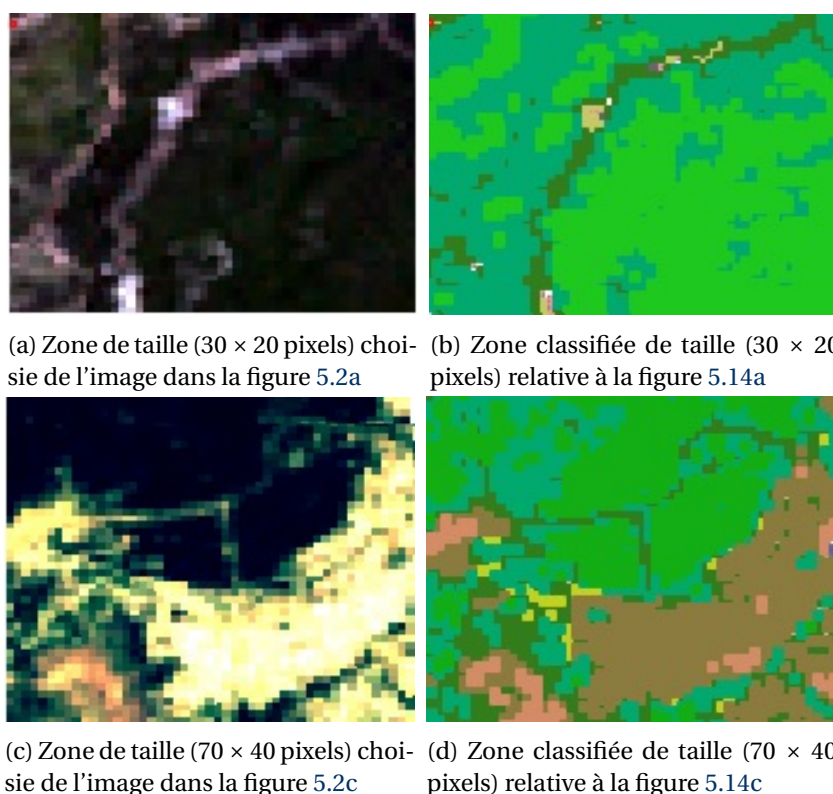 (a) Zone de taille (30 × 20 pixels) choi-
sie de l'image dans la figure 5.2a
(b) Zone classifiée de taille (30 × 20
pixels) relative à la figure 5.14a
(c) Zone de taille (70 × 40 pixels) choi-
sie de l'image dans la figure 5.2c
(d) Zone classifiée de taille (70 × 40
pixels) relative à la figure 5.14c